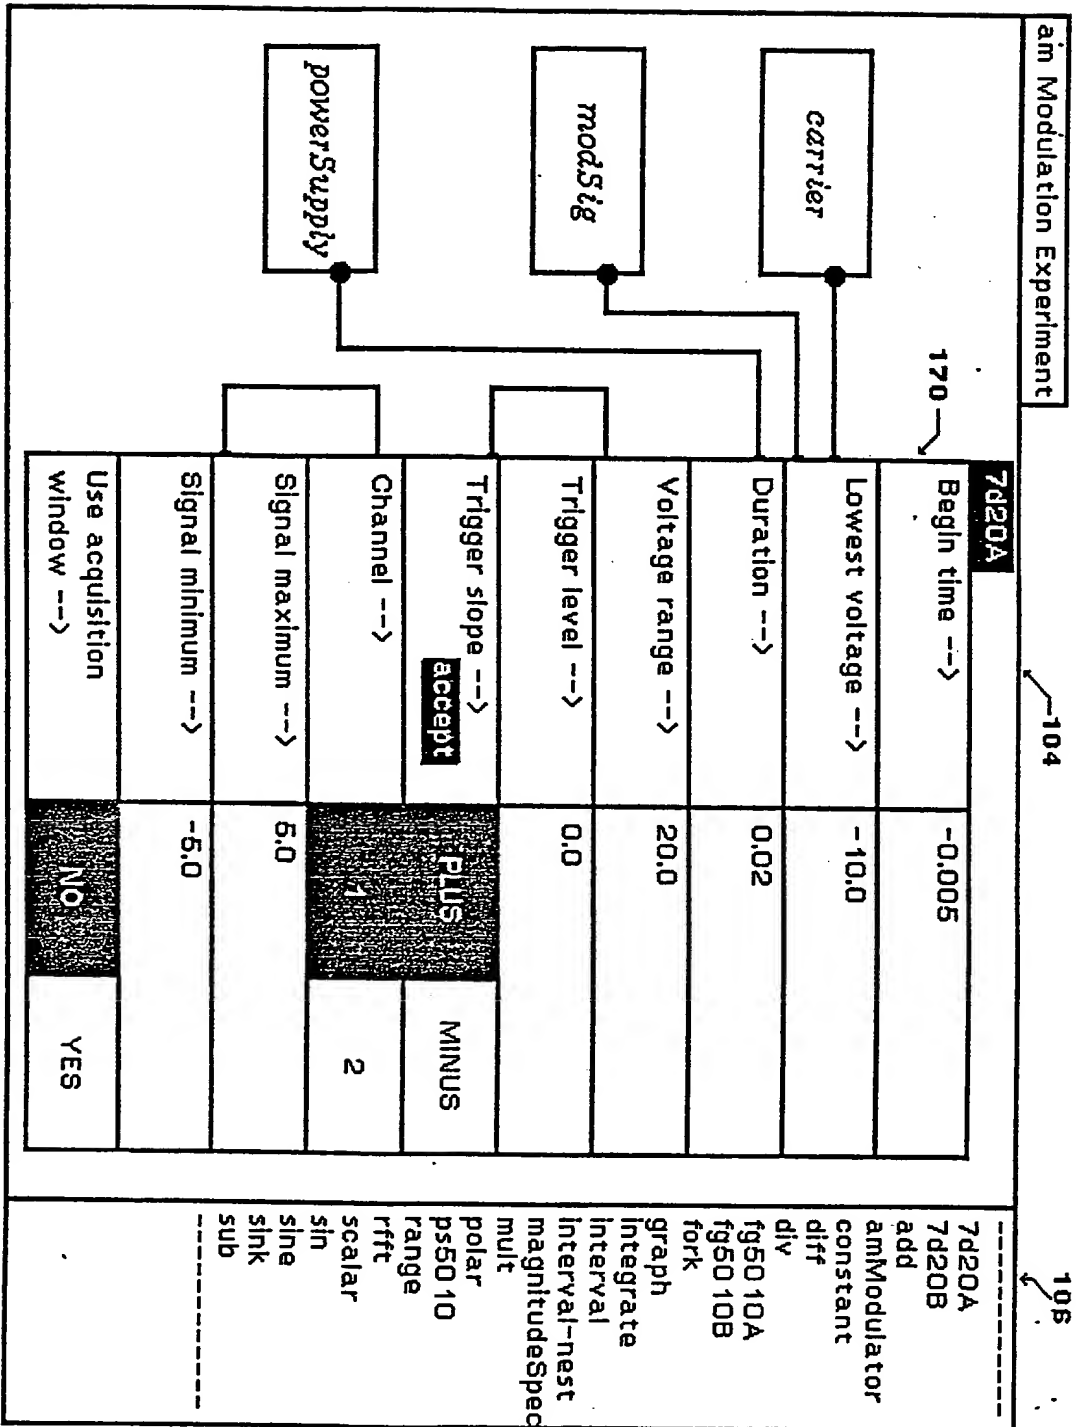 am Modulation Experiment
104
106
170
carrier
modSig
powerSupply
7d20A
Begin time --> -0.005
Lowest voltage --> -10.0
Duration --> 0.02
Voltage range --> 20.0
Trigger level --> 0.0
Trigger slope --> PLUS MINUS
accept
Channel --> 1 2
Signal maximum --> 5.0
Signal minimum --> -5.0
Use acquisition
window --> NO YES
------------
7d20A
7d20B
add
amModulator
constant
diff
div
fg5010A
fg5010B
fork
graph
integrate
interval
interval-nest
magnitudeSpec
mult
polar
ps5010
range
rfft
scalar
sin
sine
sink
sub
------------